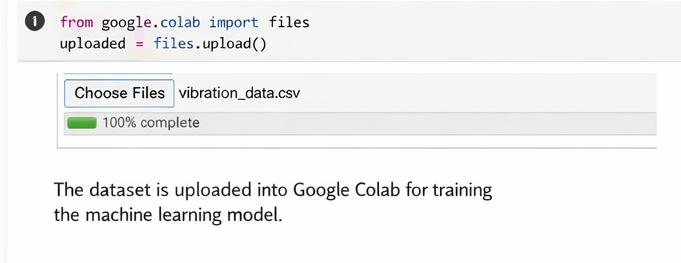 from google.colab import files
uploaded = files.upload()
Choose Files vibration_data.csv
100% complete
The dataset is uploaded into Google Colab for training
the machine learning model.